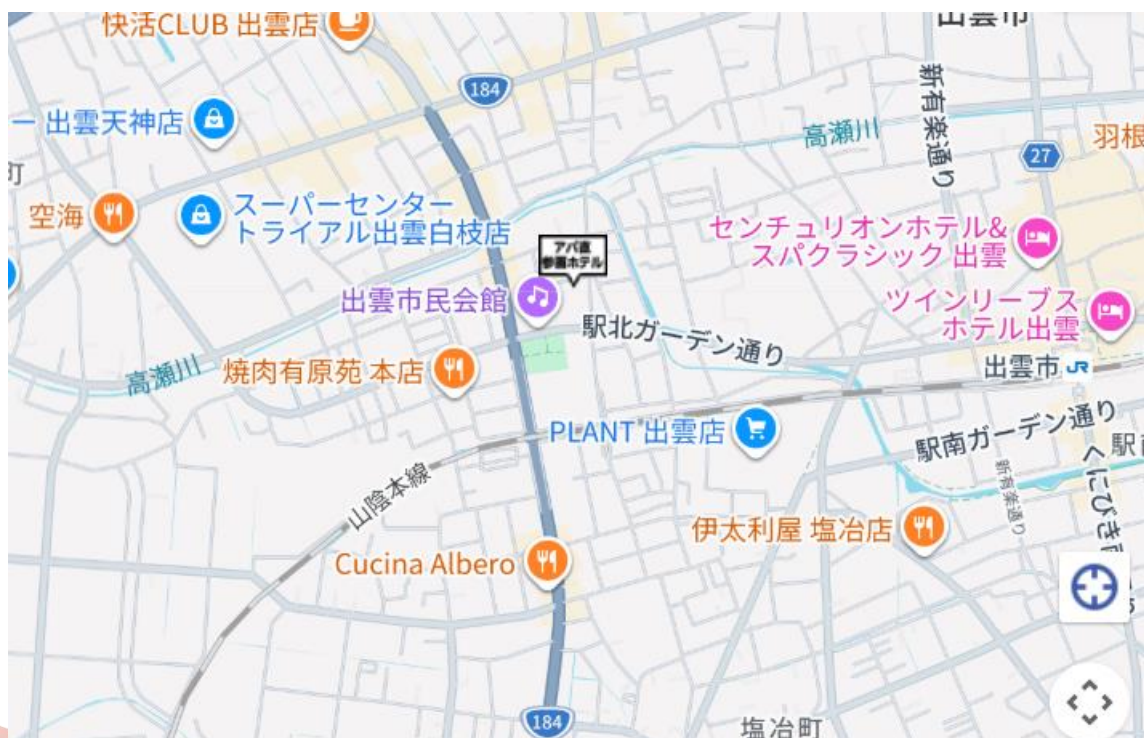 快活CLUB 出雲店
出雲市
184
新有楽通り
ー 出雲天神店
高瀬川
27
羽根
町
空海
スーパーセンター
トライアル出雲白枝店
センチュリオンホテル&
スパクラシック 出雲
アパ直
参画ホテル
出雲市民会館
ツインリーブス
ホテル出雲
駅北ガーデン通り
高瀬川
焼肉有原苑 本店
出雲市 JR
PLANT 出雲店
駅南ガーデン通り
山陰本線
新有楽通り
伊太利屋 塩冶店
Cucina Albero
184
塩冶町